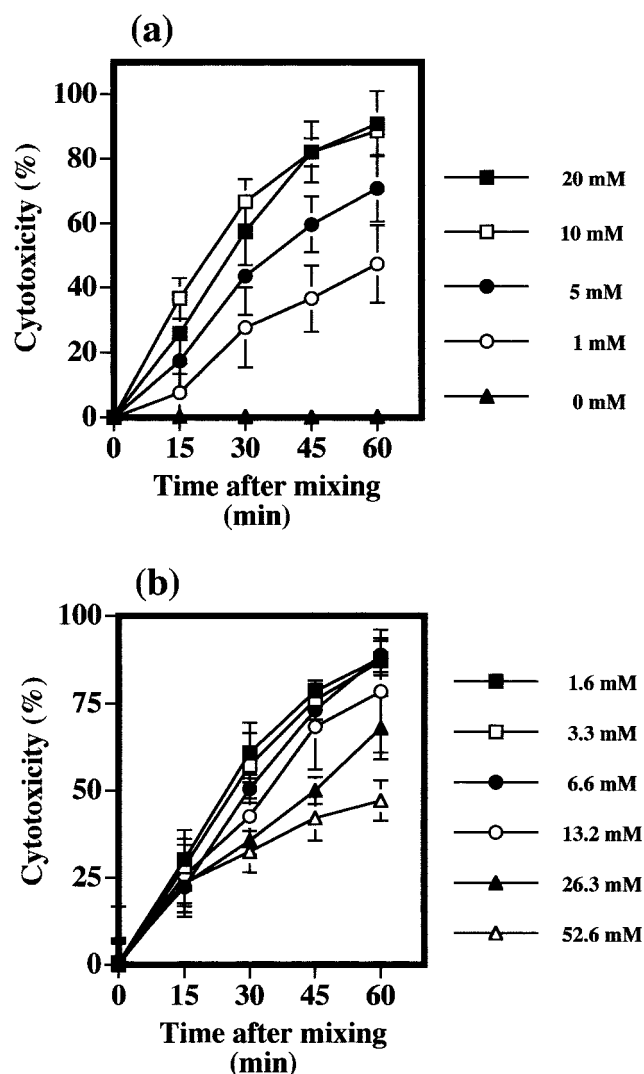 (a)
Cytotoxicity (%)
100
80
60
40
20
0
0 15 30 45 60
Time after mixing
(min)
20 mM
10 mM
5 mM
1 mM
0 mM
(b)
Cytotoxicity (%)
100
75
50
25
0
0 15 30 45 60
Time after mixing
(min)
1.6 mM
3.3 mM
6.6 mM
13.2 mM
26.3 mM
52.6 mM